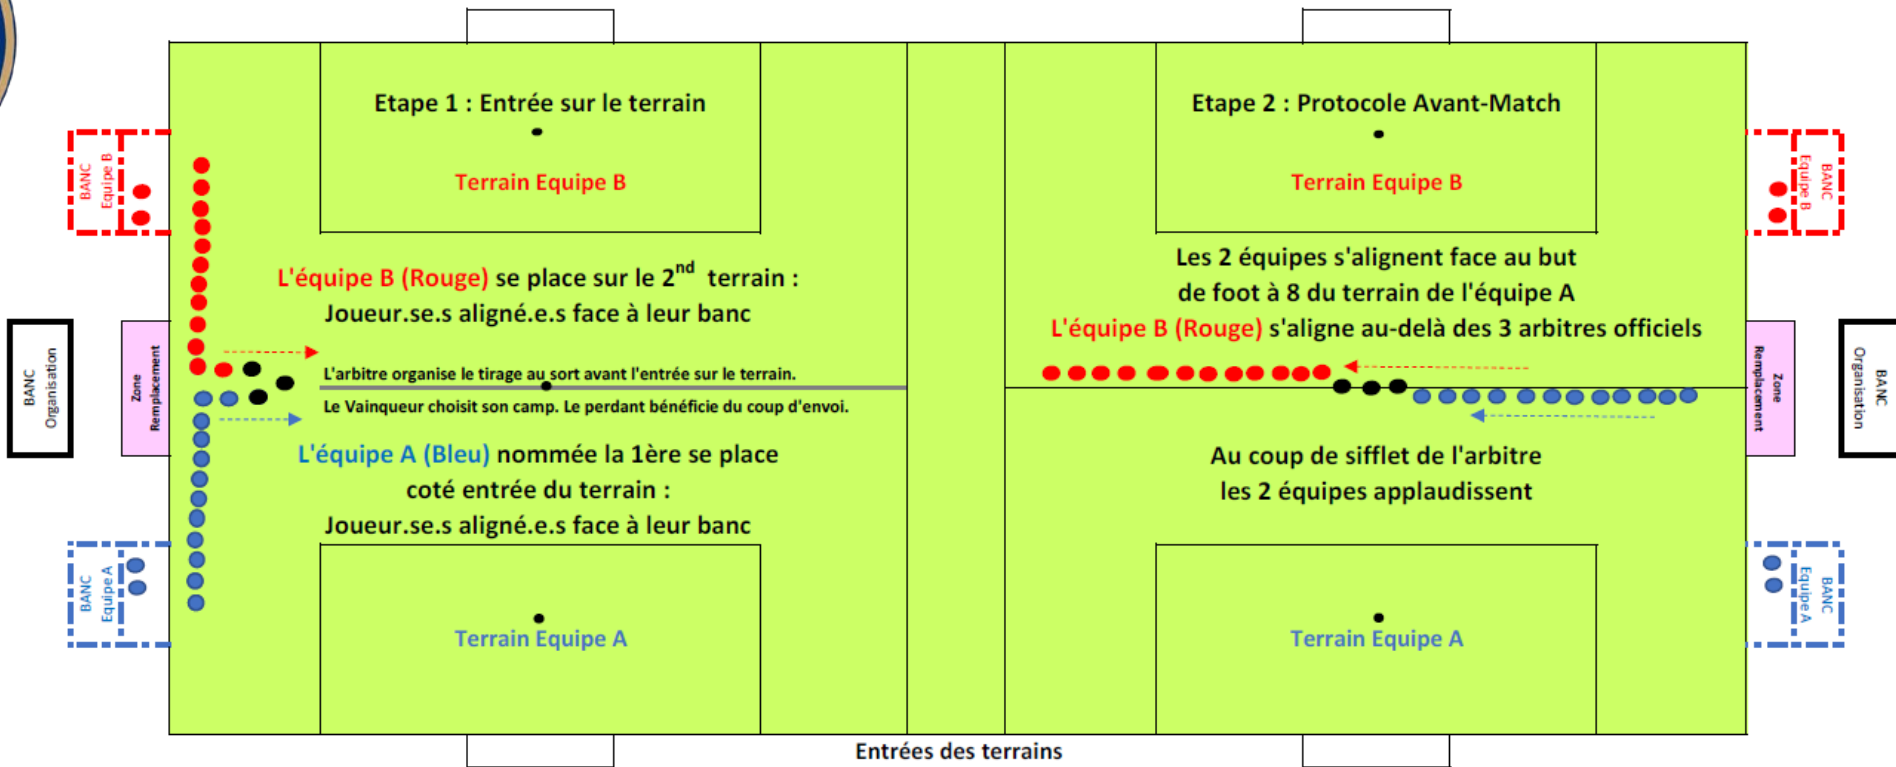 Etape 1 : Entrée sur le terrain
Terrain Equipe B
BANC
Equipe B
L'équipe B (Rouge) se place sur le 2nd terrain :
Joueur.se.s aligné.e.s face à leur banc
BANC
Organisation
Zone
Remplacement
L'arbitre organise le tirage au sort avant l'entrée sur le terrain.
Le Vainqueur choisit son camp. Le perdant bénéficie du coup d'envoi.
L'équipe A (Bleu) nommée la 1ère se place
coté entrée du terrain :
Joueur.se.s aligné.e.s face à leur banc
BANC
Equipe A
Terrain Equipe A
Etape 2 : Protocole Avant-Match
Terrain Equipe B
BANC
Equipe B
Les 2 équipes s'alignent face au but
de foot à 8 du terrain de l'équipe A
L'équipe B (Rouge) s'aligne au-delà des 3 arbitres officiels
Zone
Remplacement
BANC
Organisation
Au coup de sifflet de l'arbitre
les 2 équipes applaudissent
BANC
Equipe A
Terrain Equipe A
Entrées des terrains